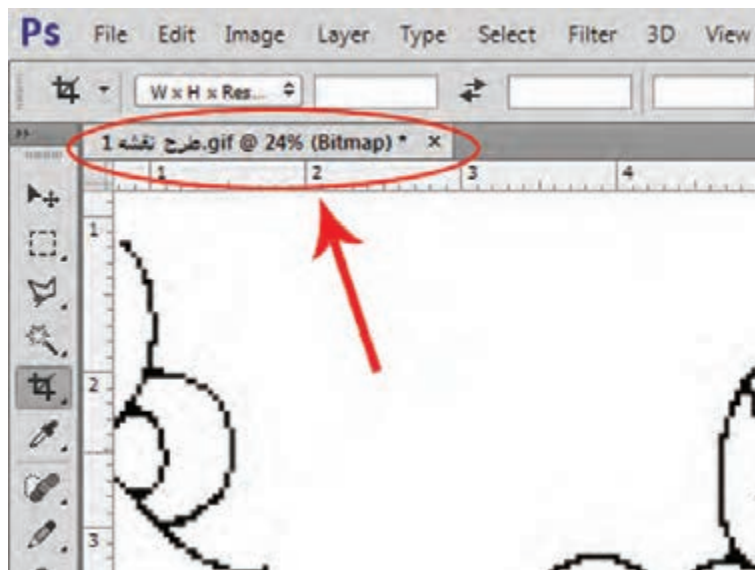 Ps File Edit Image Layer Type Select Filter 3D View
W x H x Res...
طرح نقشه 1.gif @ 24% (Bitmap) * ×
1 2 3 4
1
2
3